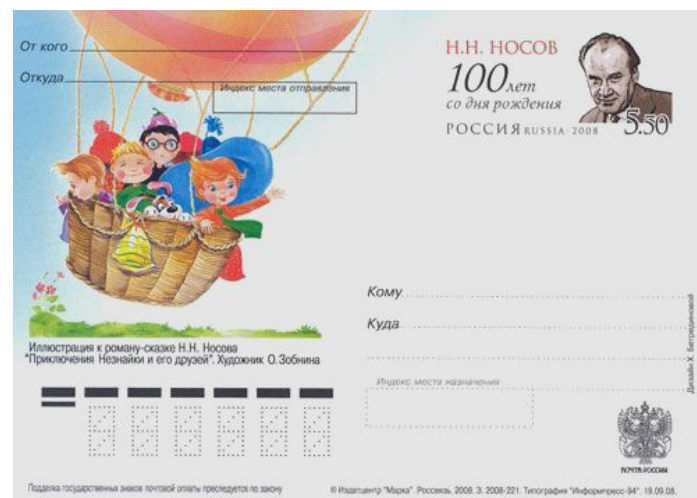 От кого
Откуда
Индекс места отправления
Н.Н. НОСОВ
100 лет
со дня рождения
РОССИЯ RUSSIA · 2008
5.50
Кому
Куда
Индекс места назначения
Иллюстрация к роману-сказке Н.Н. Носова
"Приключения Незнайки и его друзей". Художник О.Зобнина
Дизайн Х. Бетрединовой
ПОЧТА РОССИИ
Подделка государственных знаков почтовой оплаты преследуется по закону
© Издатцентр "Марка". Россвязь. 2008. З. 2008-221. Типография "Информпресс-94". 19.09.08.